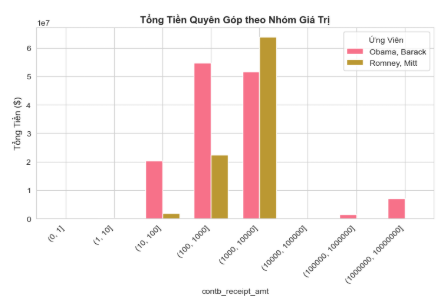 Tổng Tiền Quyên Góp theo Nhóm Giá Trị
1e7
Ứng Viên
Obama, Barack
Romney, Mitt
Tổng Tiền ($)
6
5
4
3
2
1
0
(0, 1]
(1, 10]
(10, 100]
(100, 1000]
(1000, 10000]
(10000, 100000]
(100000, 1000000]
(1000000, 10000000]
contb_receipt_amt